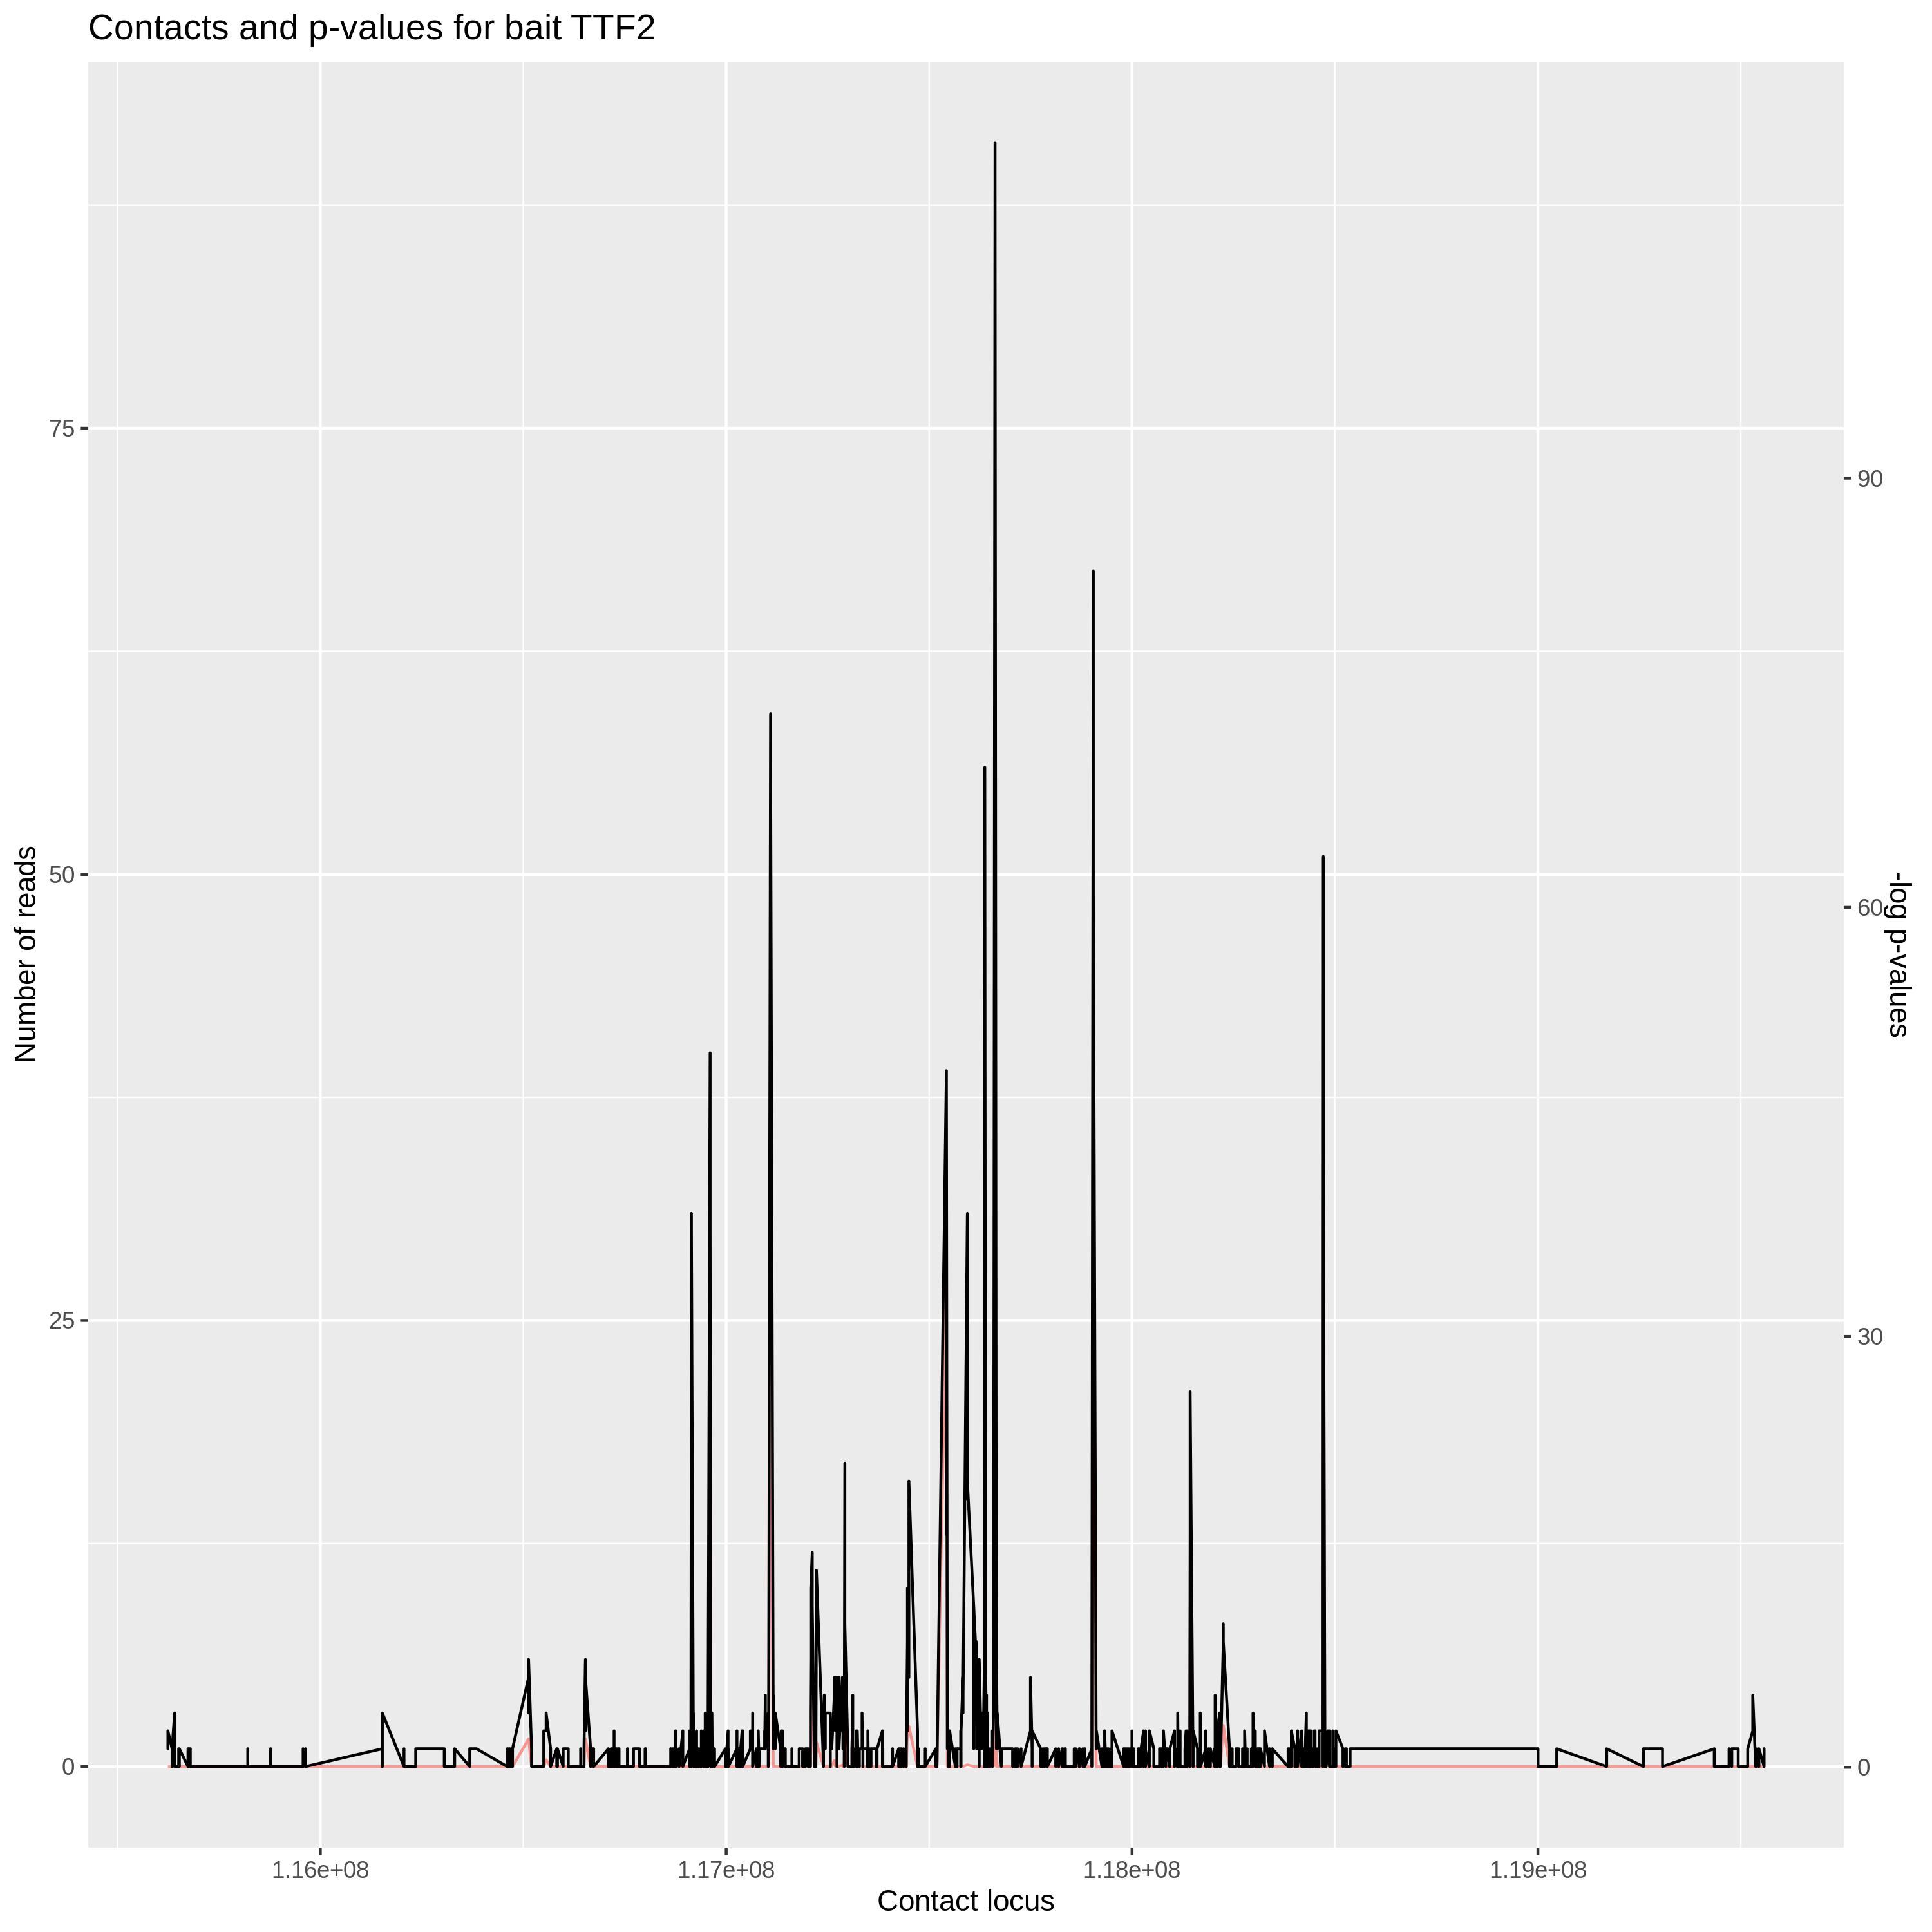 Contacts and p-values for bait TTF2
75
50
25
0
90
60
30
0
Number of reads
-log p-values
1.16e+08
1.17e+08
1.18e+08
1.19e+08
Contact locus